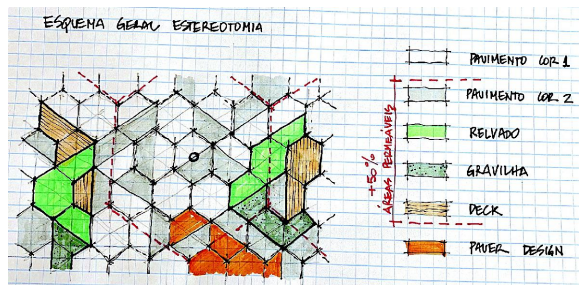 ESQUEMA GERAL ESTEREOTOMIA
PAVIMENTO COR 1
PAVIMENTO COR 2
RELVADO
GRAVILHA
DECK
PAVER DESIGN
+50%
ÁREAS PERMEÁVEIS